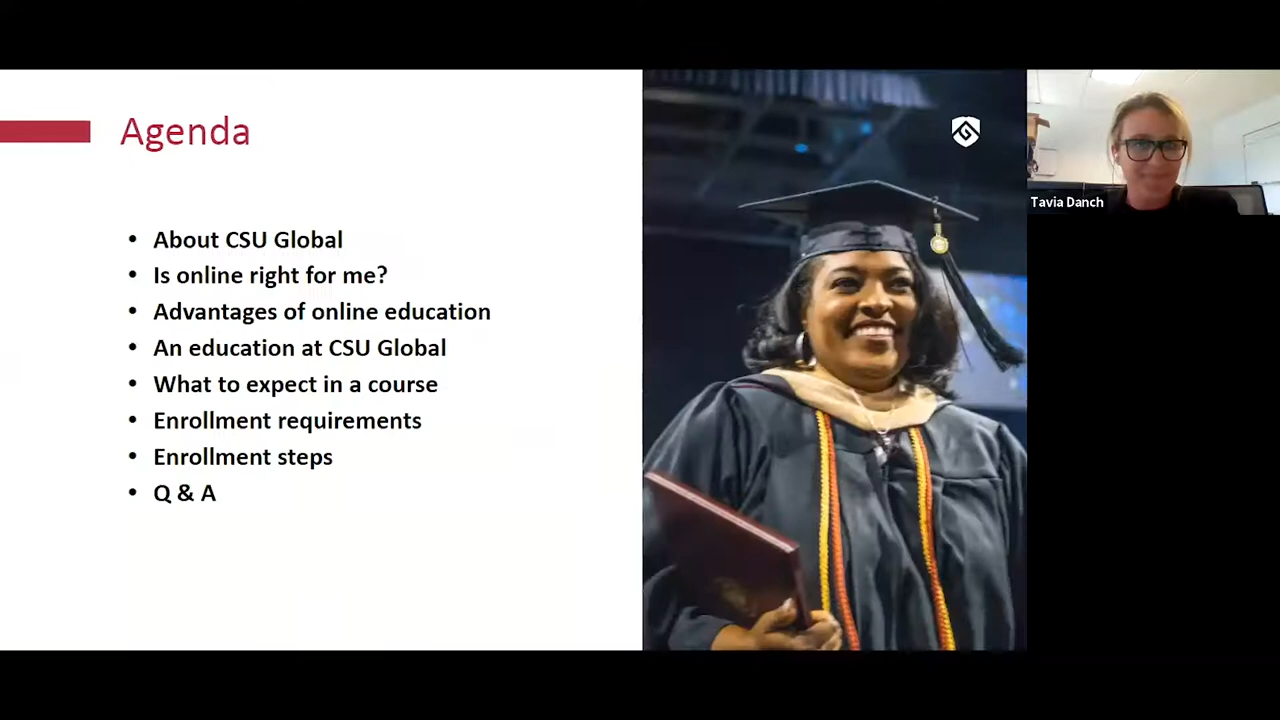 Agenda
• About CSU Global
• Is online right for me?
• Advantages of online education
• An education at CSU Global
• What to expect in a course
• Enrollment requirements
• Enrollment steps
• Q & A
Tavia Danch